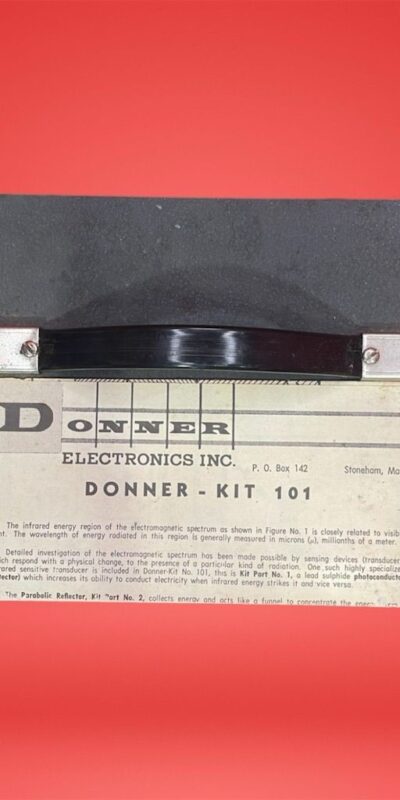 DONNER
ELECTRONICS INC. P. O. Box 142 Stoneham, Ma
DONNER - KIT 101
The infrared energy region of the electromagnetic spectrum as shown in Figure No. 1 is closely related to visib
nt. The wavelength of energy radiated in this region is generally measured in microns (μ), millionths of a meter.
Detailed investigation of the electromagnetic spectrum has been made possible by sensing devices (transducer
ich respond with a physical change, to the presence of a particular kind of radiation. One such highly specialize
rared sensitive transducer is included in Donner-Kit No. 101, this is Kit Part No. 1, a lead sulphide photoconducto
ector) which increases its ability to conduct electricity when infrared energy strikes it and vice versa.
The Parabolic Reflector, Kit Part No. 2, collects energy and acts like a funnel to concentrate the